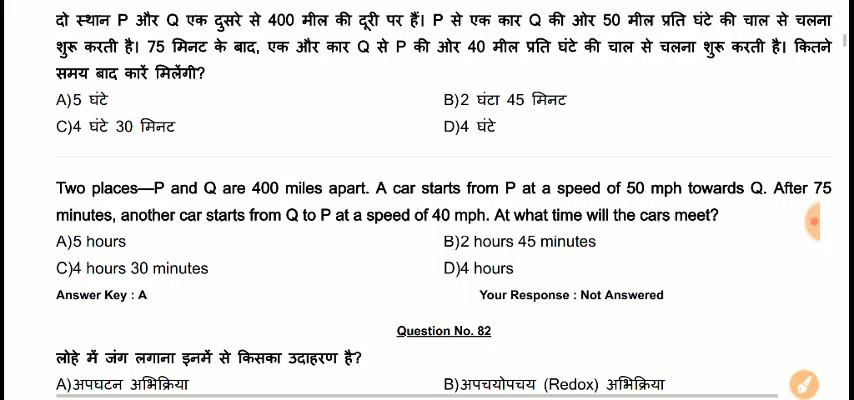 दो स्थान P और Q एक दुसरे से 400 मील की दूरी पर हैं। P से एक कार Q की ओर 50 मील प्रति घंटे की चाल से चलना
शुरू करती है। 75 मिनट के बाद, एक और कार Q से P की ओर 40 मील प्रति घंटे की चाल से चलना शुरू करती है। कितने
समय बाद कारें मिलेंगी?
A)5 घंटे B)2 घंटा 45 मिनट
C)4 घंटे 30 मिनट D)4 घंटे
Two places—P and Q are 400 miles apart. A car starts from P at a speed of 50 mph towards Q. After 75
minutes, another car starts from Q to P at a speed of 40 mph. At what time will the cars meet?
A)5 hours B)2 hours 45 minutes
C)4 hours 30 minutes D)4 hours
Answer Key : A Your Response : Not Answered
Question No. 82
लोहे में जंग लगाना इनमें से किसका उदाहरण है?
A)अपघटन अभिक्रिया B)अपचयोपचय (Redox) अभिक्रिया